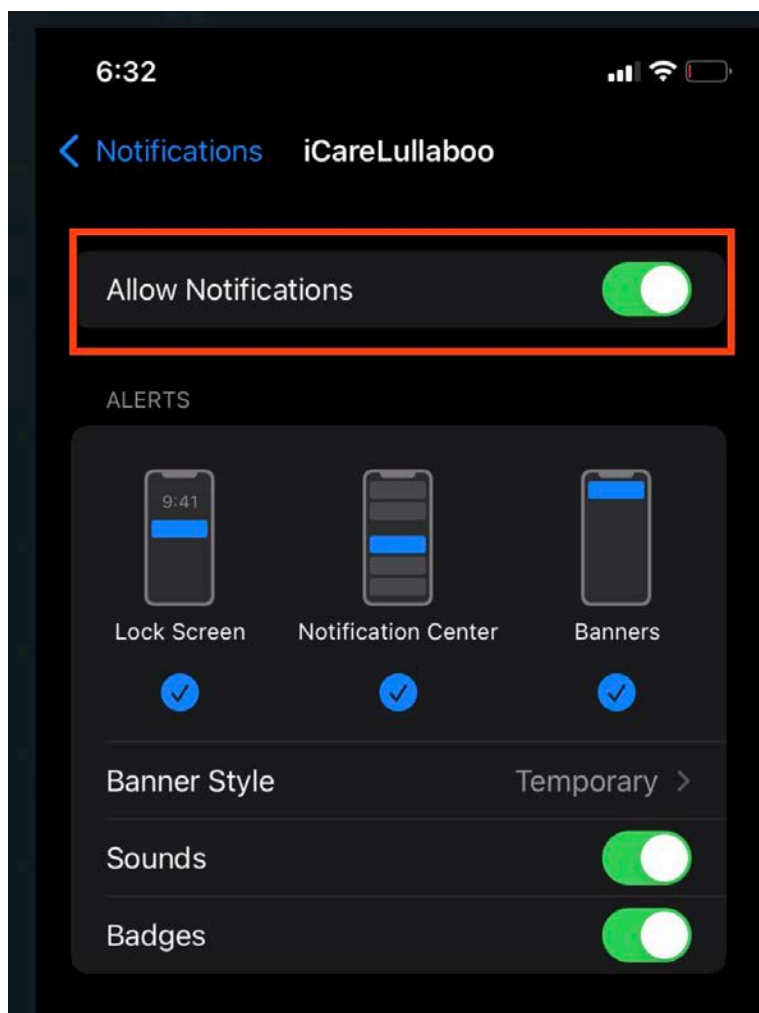 6:32
Notifications iCareLullaboo
Allow Notifications
ALERTS
9:41
Lock Screen Notification Center Banners
Banner Style Temporary
Sounds
Badges